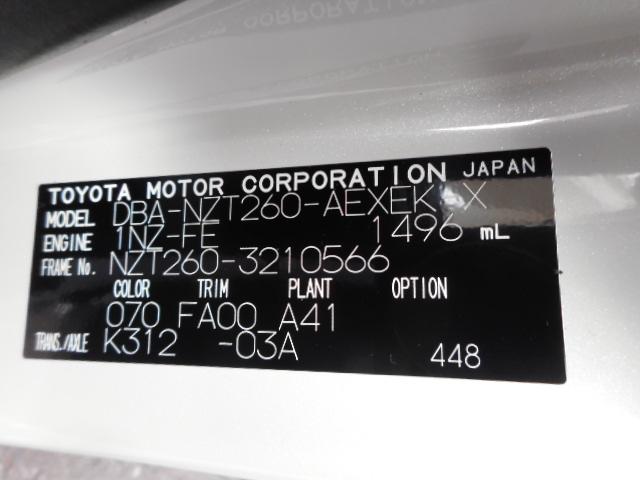 TOYOTA MOTOR CORPORATION JAPAN
MODEL DBA-NZT260-AEXEK X
ENGINE 1NZ-FE 1496 mL
FRAME No. NZT260-3210566
COLOR TRIM PLANT OPTION
070 FA00 A41
TRANS./AXLE K312 -03A 448